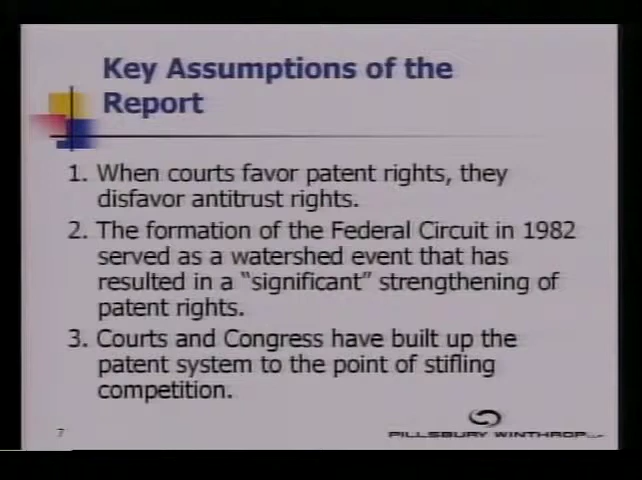 Key Assumptions of the
Report
1. When courts favor patent rights, they
disfavor antitrust rights.
2. The formation of the Federal Circuit in 1982
served as a watershed event that has
resulted in a “significant” strengthening of
patent rights.
3. Courts and Congress have built up the
patent system to the point of stifling
competition.
7
PILLSBURY WINTHROP